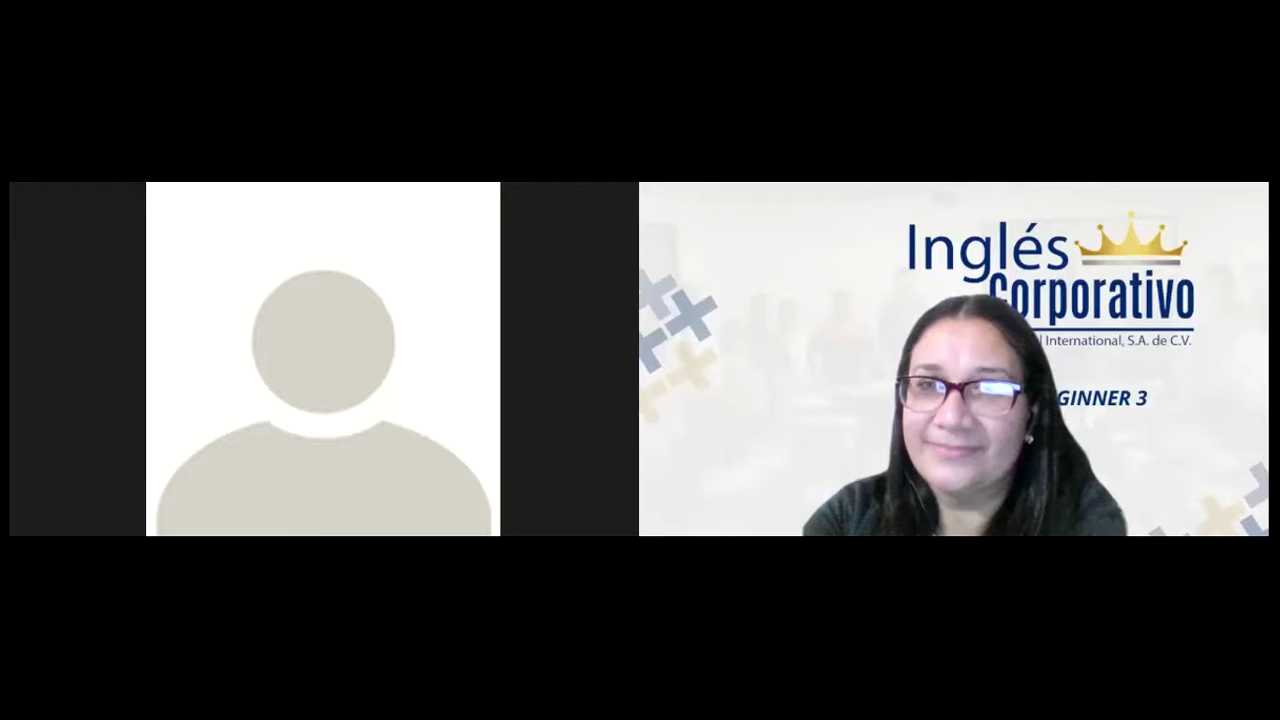 Inglés
Corporativo
International, S.A. de C.V.
GINNER 3